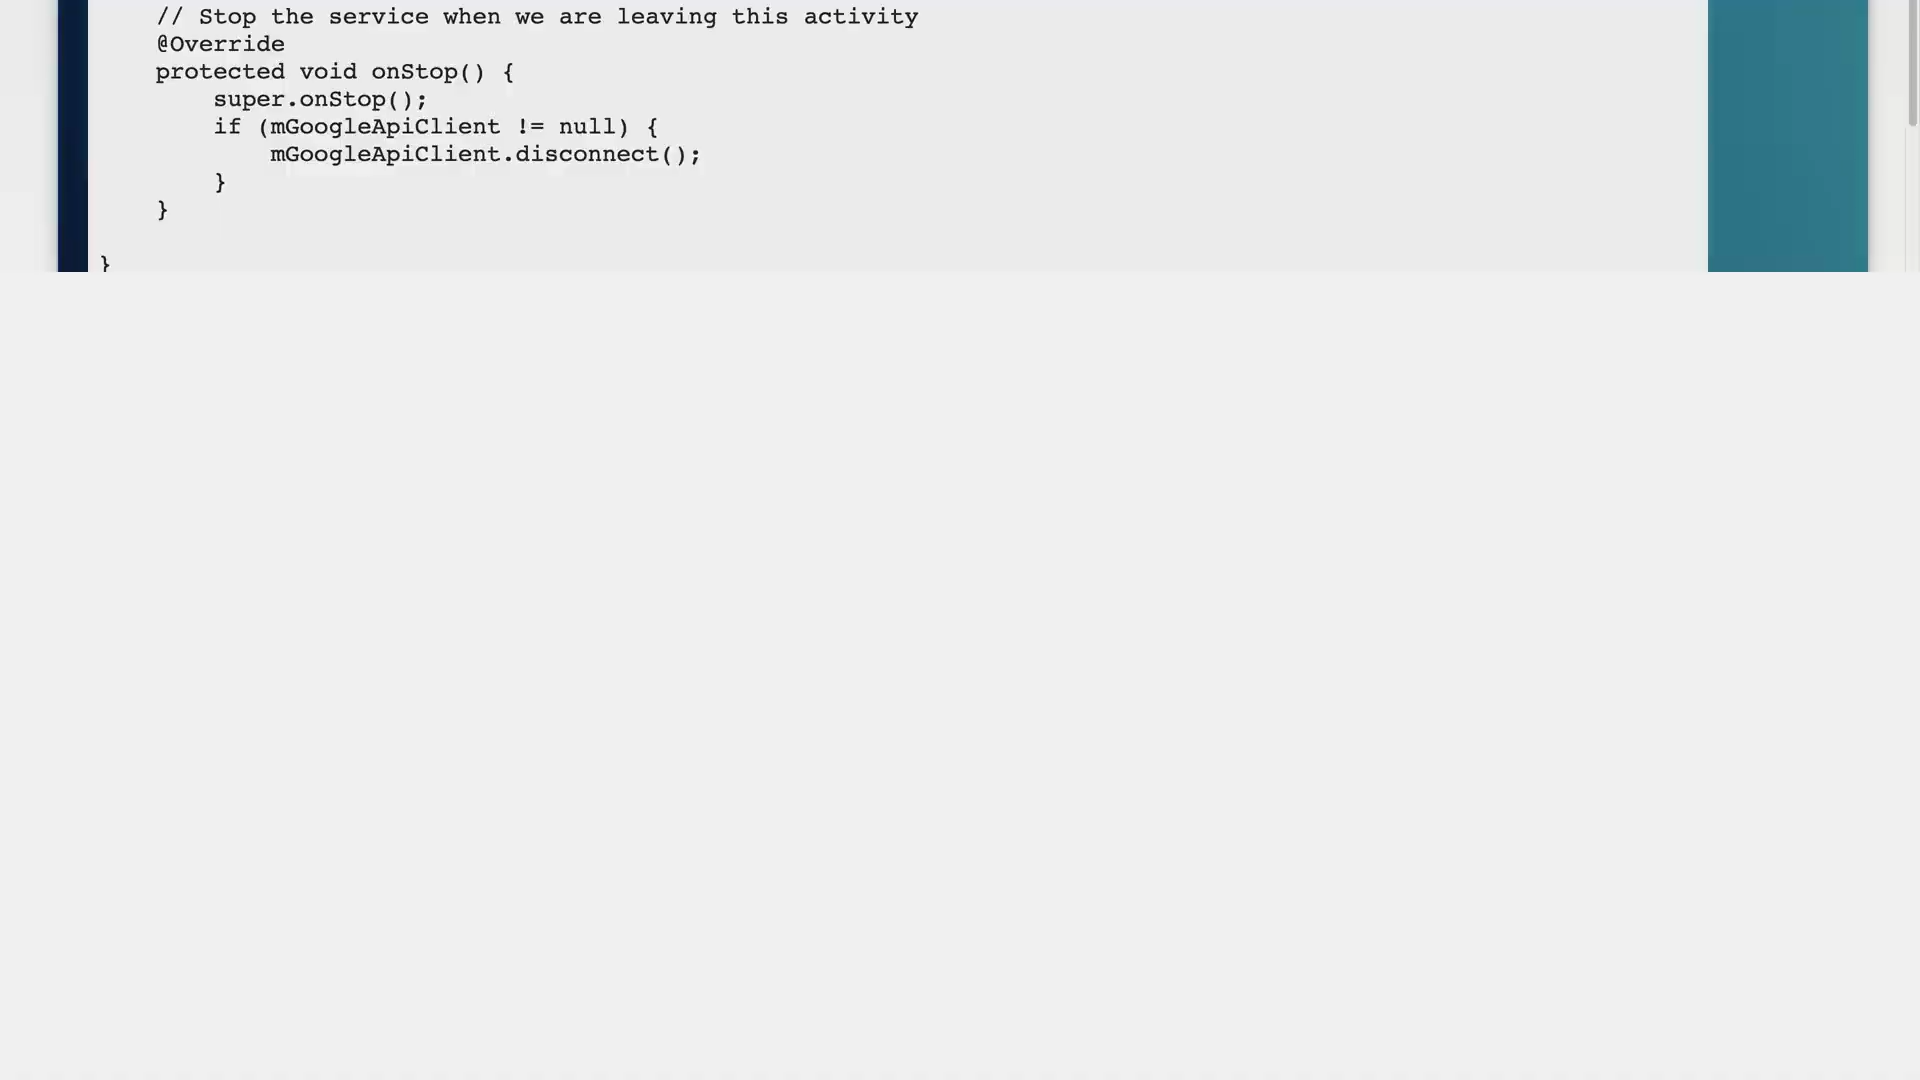 // Stop the service when we are leaving this activity
@Override
protected void onStop() {
super.onStop();
if (mGoogleApiClient != null) {
mGoogleApiClient.disconnect();
}
}
}